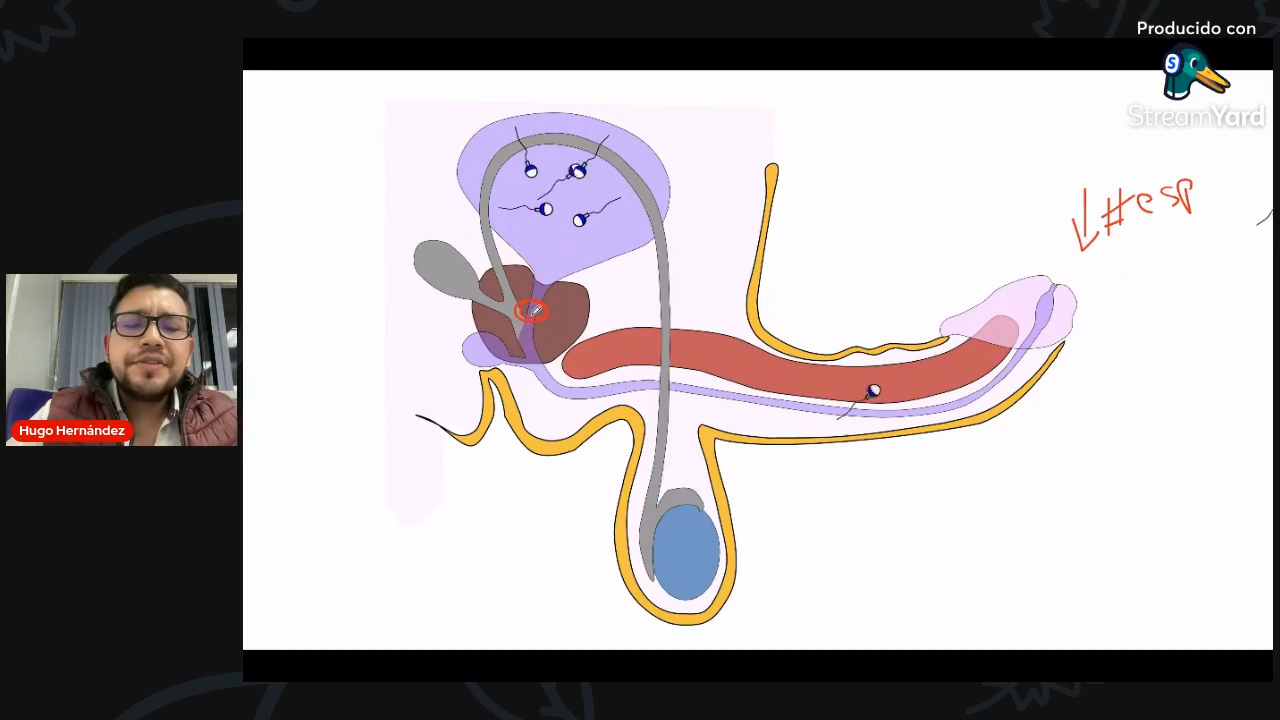 Producido con
S
StreamYard
↓#esp
Hugo Hernández